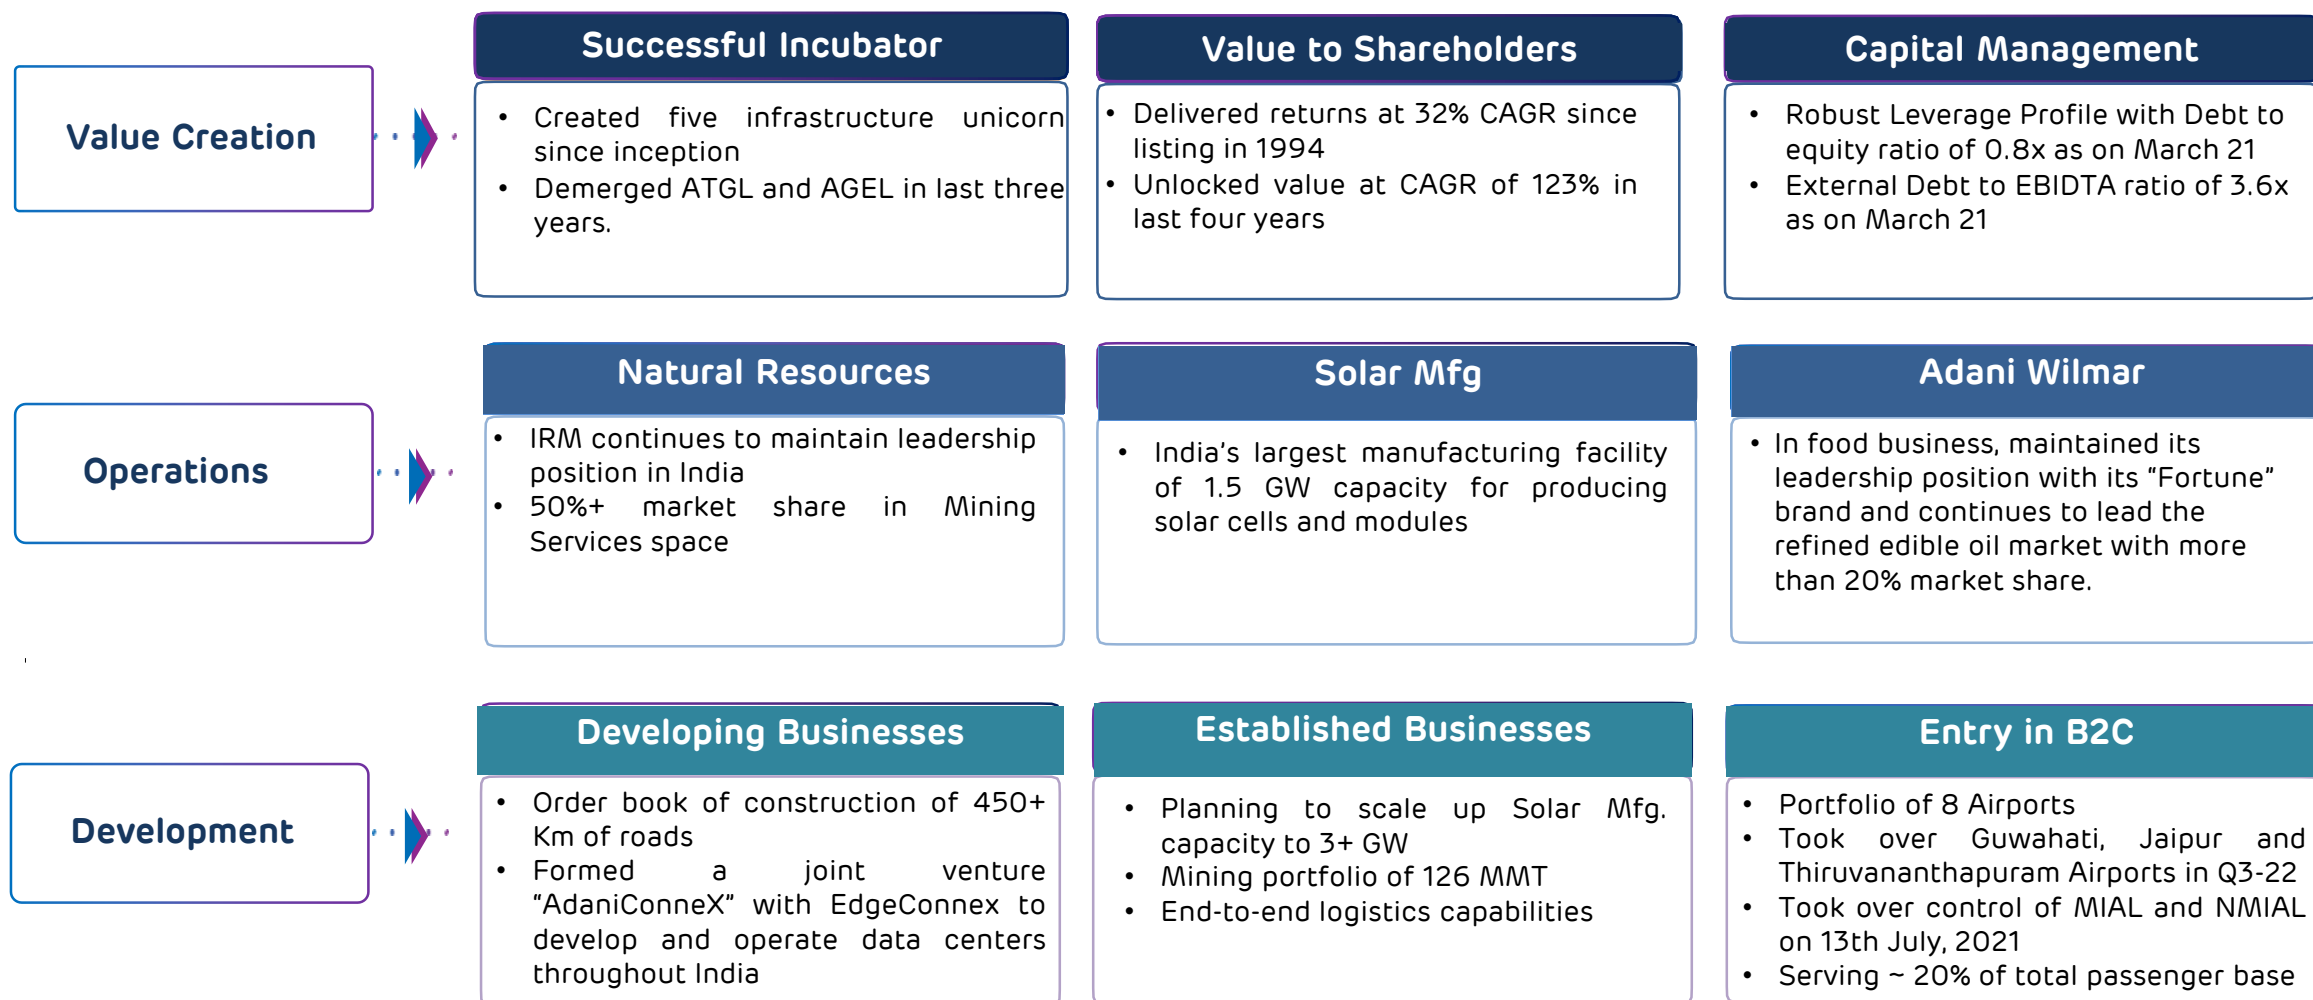 Value Creation
Successful Incubator
• Created five infrastructure unicorn
since inception
• Demerged ATGL and AGEL in last three
years.
Value to Shareholders
• Delivered returns at 32% CAGR since
listing in 1994
• Unlocked value at CAGR of 123% in
last four years
Capital Management
• Robust Leverage Profile with Debt to
equity ratio of 0.8x as on March 21
• External Debt to EBIDTA ratio of 3.6x
as on March 21
Operations
Natural Resources
• IRM continues to maintain leadership
position in India
• 50%+ market share in Mining
Services space
Solar Mfg
• India's largest manufacturing facility
of 1.5 GW capacity for producing
solar cells and modules
Adani Wilmar
• In food business, maintained its
leadership position with its "Fortune"
brand and continues to lead the
refined edible oil market with more
than 20% market share.
Development
Developing Businesses
• Order book of construction of 450+
Km of roads
• Formed a joint venture
"AdaniConneX" with EdgeConnex to
develop and operate data centers
throughout India
Established Businesses
• Planning to scale up Solar Mfg.
capacity to 3+ GW
• Mining portfolio of 126 MMT
• End-to-end logistics capabilities
Entry in B2C
• Portfolio of 8 Airports
• Took over Guwahati, Jaipur and
Thiruvananthapuram Airports in Q3-22
• Took over control of MIAL and NMIAL
on 13th July, 2021
• Serving ~ 20% of total passenger base